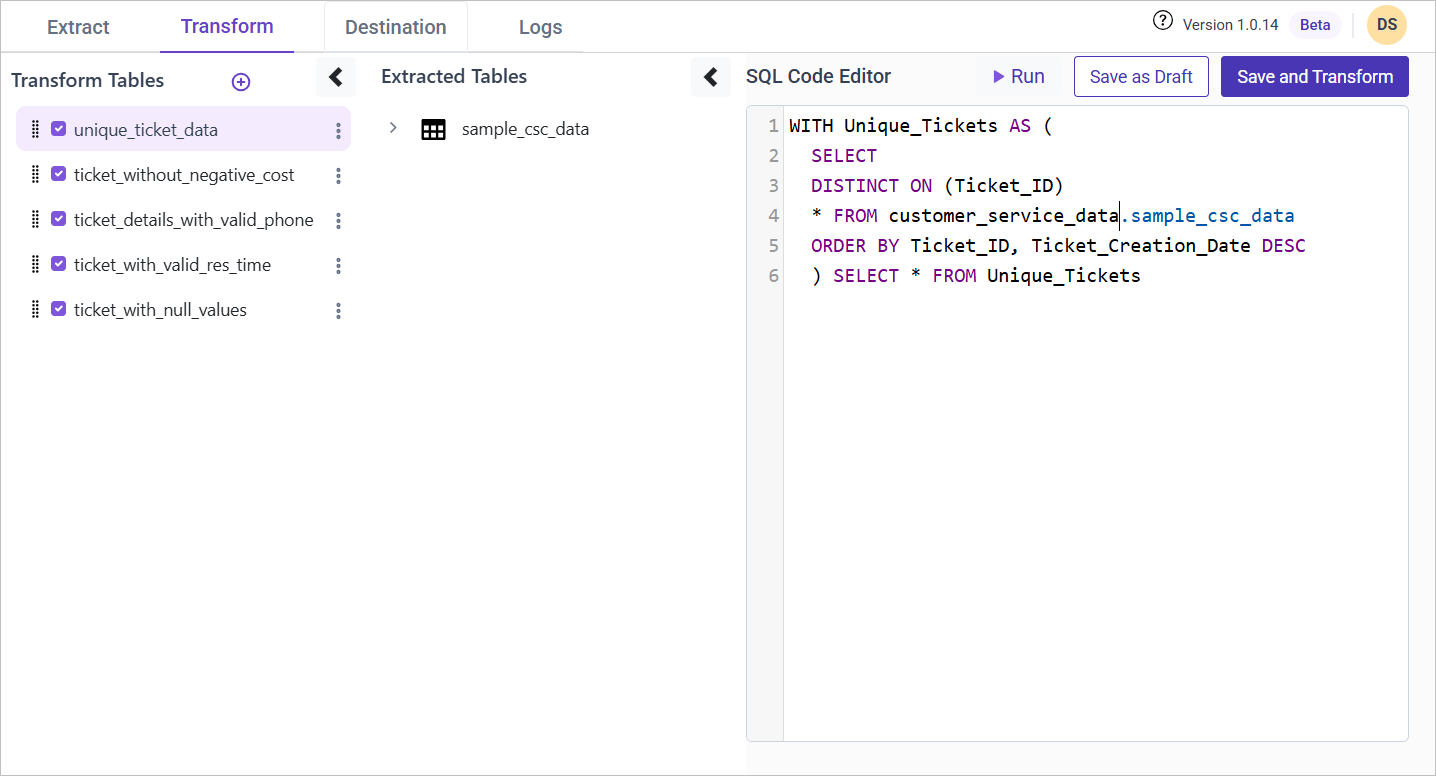 Extract
Transform
Destination
Logs
Version 1.0.14
Beta
DS
Transform Tables
unique_ticket_data
ticket_without_negative_cost
ticket_details_with_valid_phone
ticket_with_valid_res_time
ticket_with_null_values
Extracted Tables
sample_csc_data
SQL Code Editor
Run
Save as Draft
Save and Transform
1 WITH Unique_Tickets AS (
2 SELECT
3 DISTINCT ON (Ticket_ID)
4 * FROM customer_service_data.sample_csc_data
5 ORDER BY Ticket_ID, Ticket_Creation_Date DESC
6 ) SELECT * FROM Unique_Tickets